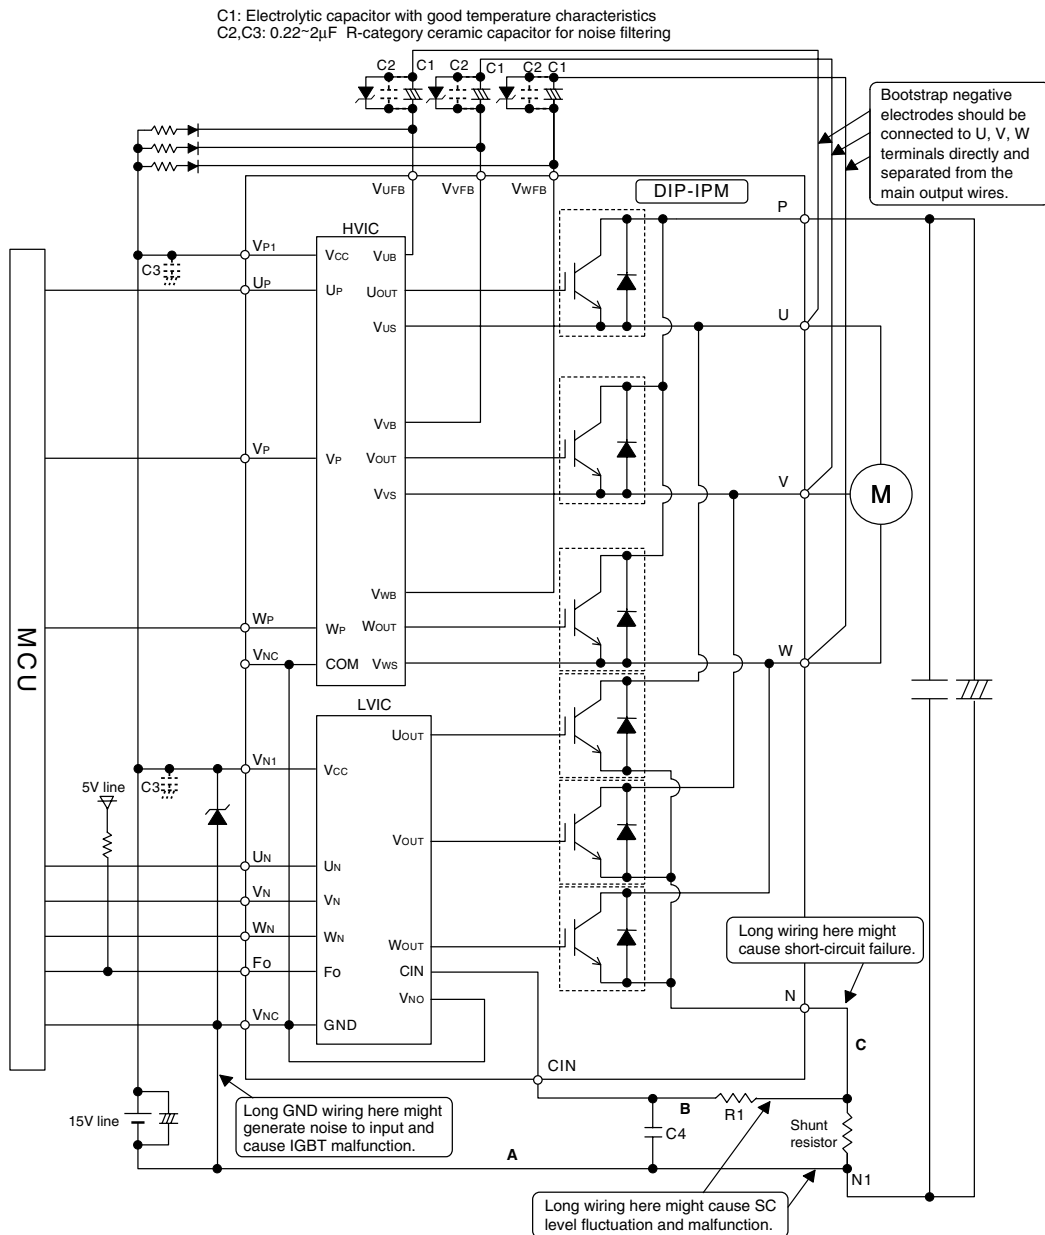 C1: Electrolytic capacitor with good temperature characteristics
C2,C3: 0.22~2μF R-category ceramic capacitor for noise filtering
C2 C1 C2 C1 C2 C1
Bootstrap negative
electrodes should be
connected to U, V, W
terminals directly and
separated from the
main output wires.
VUFB VVFB VWFB
DIP-IPM
P
HVIC
VP1 VCC VUB
C3
UP UP UOUT
VUS U
VVB
VP VP VOUT
VVS V
M
VWB
WP WP WOUT
VNC COM VWS W
MCU
LVIC
UOUT
VN1 VCC
C3
5V line
VOUT
UN UN
VN VN
WN WN WOUT
Long wiring here might
cause short-circuit failure.
Fo Fo CIN
VNO
N
VNC GND
C
CIN
15V line
Long GND wiring here might
generate noise to input and
cause IGBT malfunction.
B
R1
C4
Shunt
resistor
A
N1
Long wiring here might cause SC
level fluctuation and malfunction.